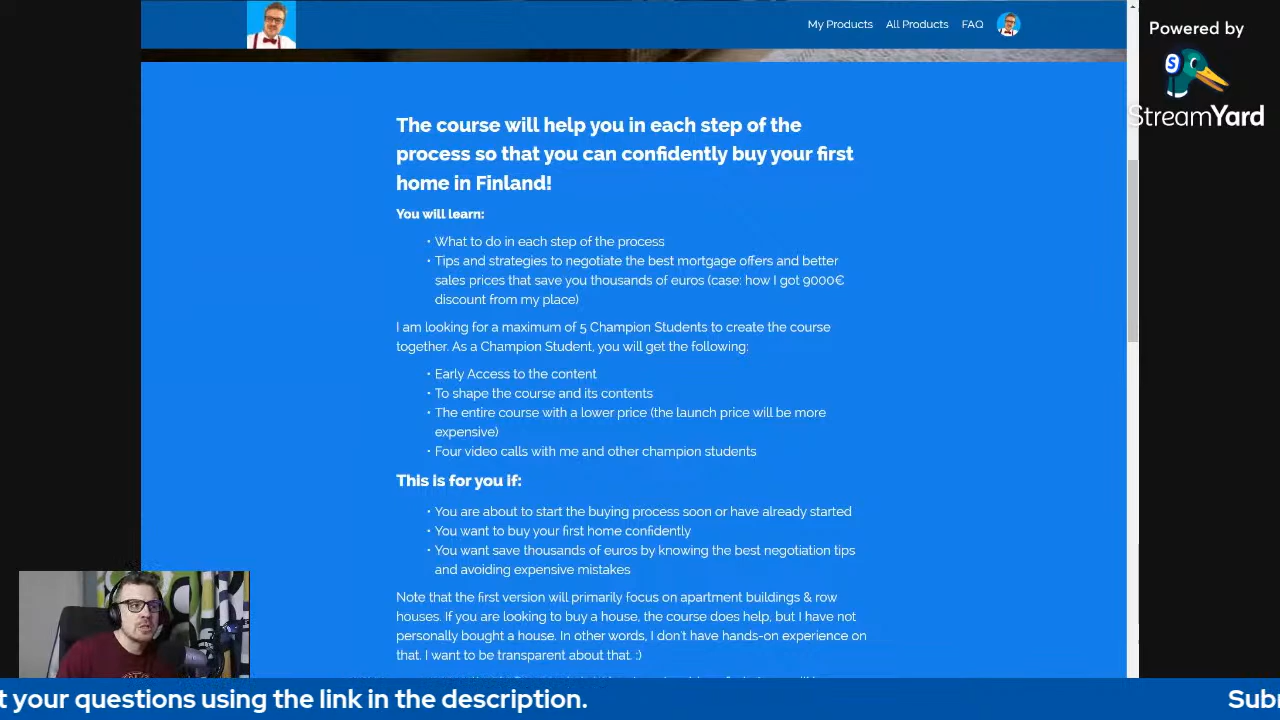 My Products All Products FAQ
Powered by
StreamYard
The course will help you in each step of the
process so that you can confidently buy your first
home in Finland!
You will learn:
• What to do in each step of the process
• Tips and strategies to negotiate the best mortgage offers and better
sales prices that save you thousands of euros (case: how I got 9000€
discount from my place)
I am looking for a maximum of 5 Champion Students to create the course
together. As a Champion Student, you will get the following:
• Early Access to the content
• To shape the course and its contents
• The entire course with a lower price (the launch price will be more
expensive)
• Four video calls with me and other champion students
This is for you if:
• You are about to start the buying process soon or have already started
• You want to buy your first home confidently
• You want save thousands of euros by knowing the best negotiation tips
and avoiding expensive mistakes
Note that the first version will primarily focus on apartment buildings & row
houses. If you are looking to buy a house, the course does help, but I have not
personally bought a house. In other words, I don't have hands-on experience on
that. I want to be transparent about that. :)
t your questions using the link in the description. Subr